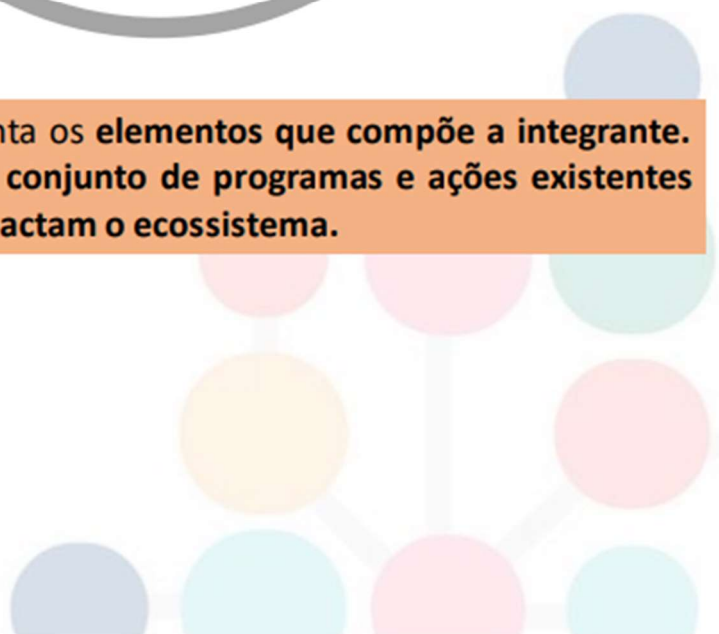 nta os elementos que compõe a integrante.
conjunto de programas e ações existentes
actam o ecossistema.